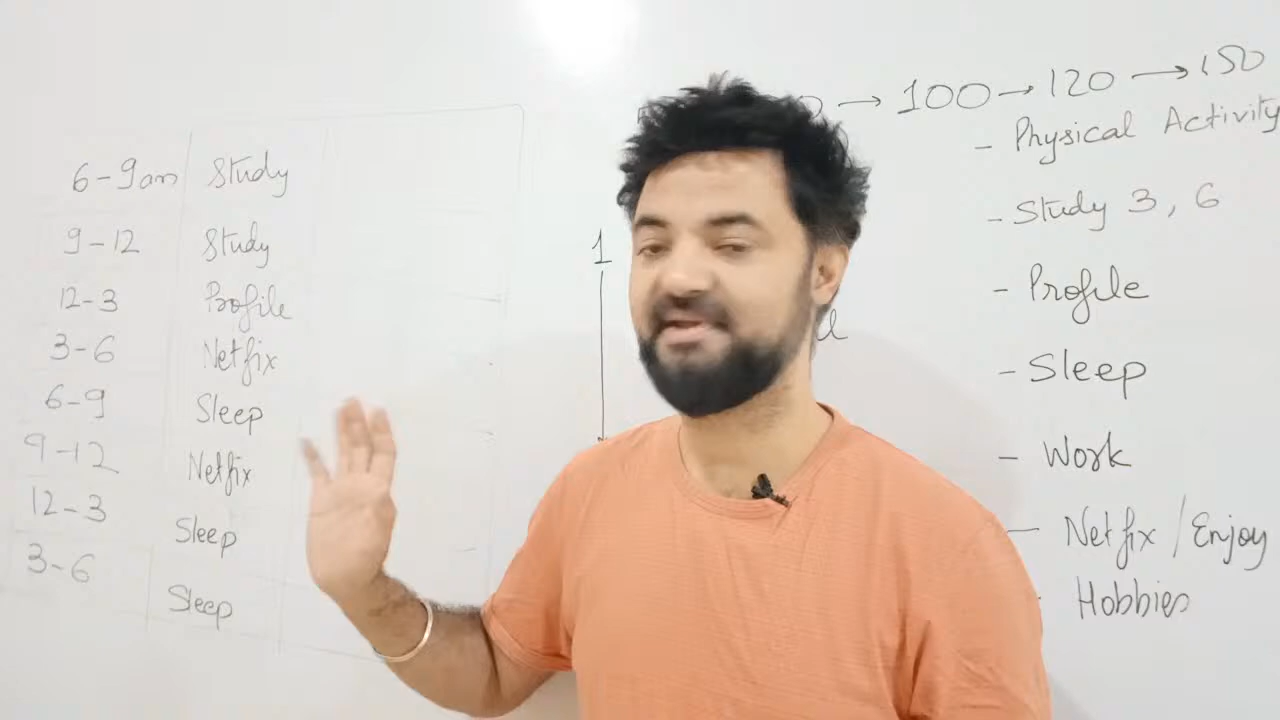 6-9am Study
9-12 Study
12-3 Profile
3-6 Netfix
6-9 Sleep
9-12 Netfix
12-3 Sleep
3-6 Sleep
1
→ 100 → 120 → 150
- Physical Activity
- Study 3, 6
- Profile
- Sleep
- Work
- Netfix / Enjoy
Hobbies